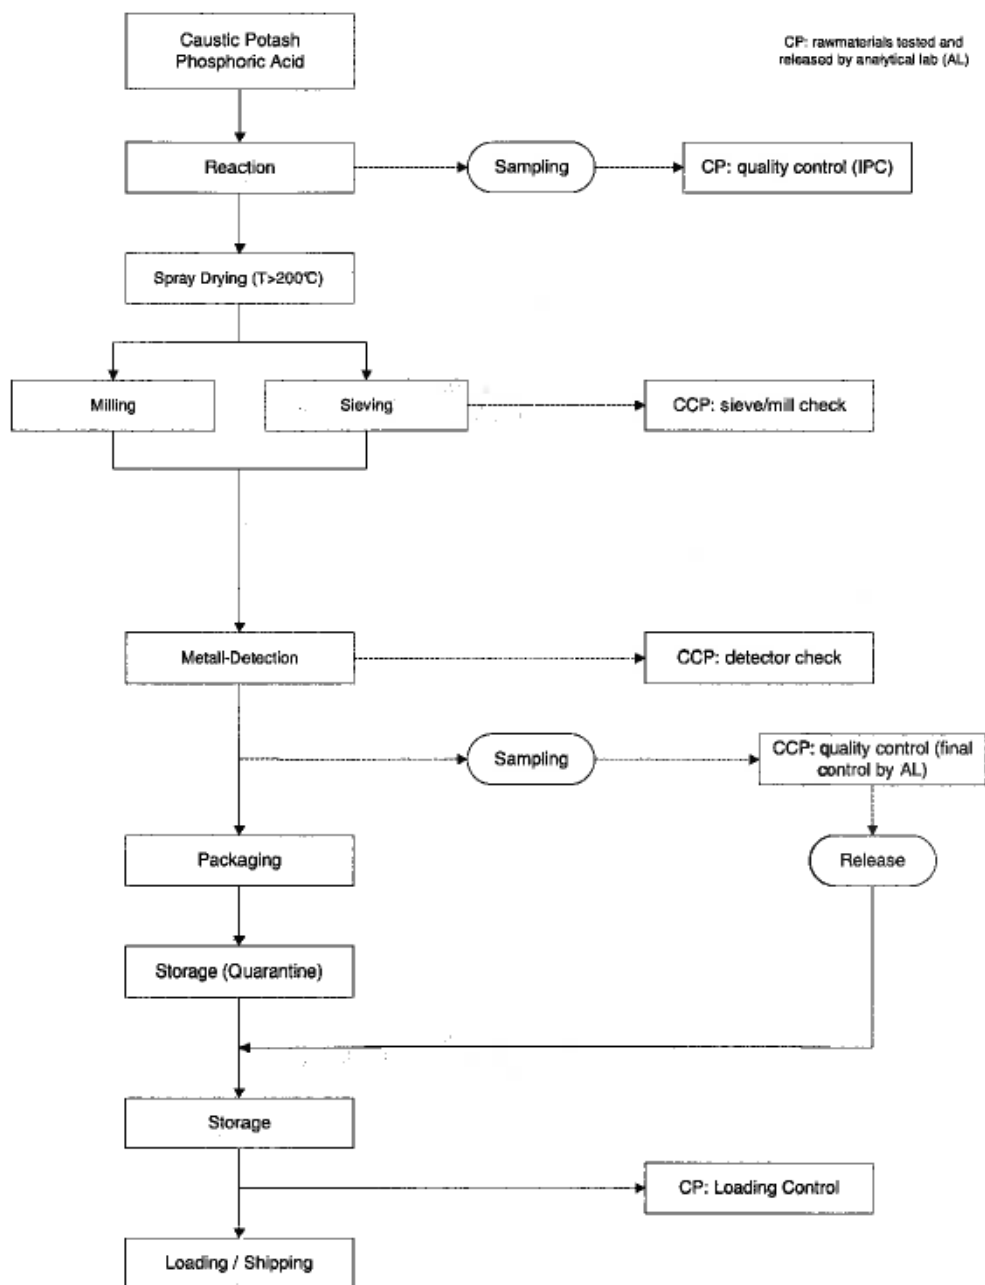 Caustic Potash
Phosphoric Acid
CP: rawmaterials tested and
released by analytical lab (AL)
Reaction
Sampling
CP: quality control (IPC)
Spray Drying (T>200°C)
Milling
Sieving
CCP: sieve/mill check
Metall-Detection
CCP: detector check
Sampling
CCP: quality control (final
control by AL)
Packaging
Release
Storage (Quarantine)
Storage
CP: Loading Control
Loading / Shipping